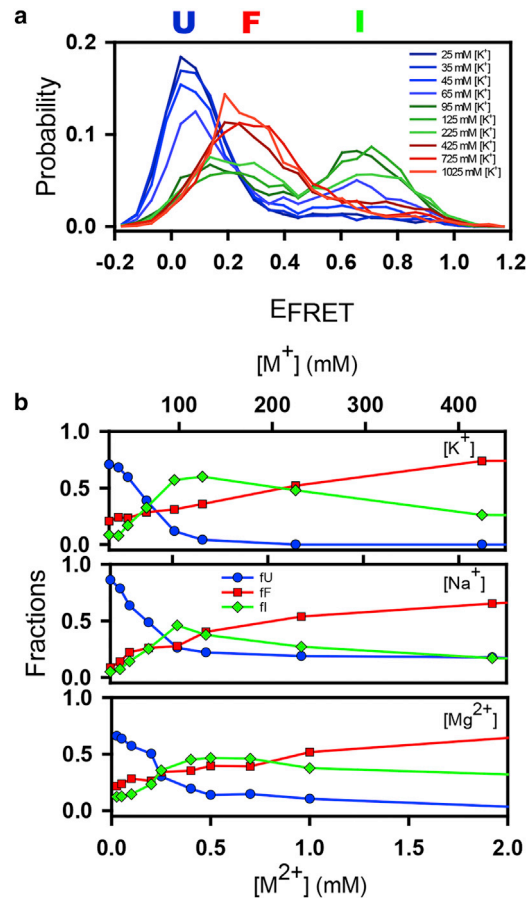 a
U F I
0.2
0.1
0.0
Probability
25 mM [K⁺]
35 mM [K⁺]
45 mM [K⁺]
65 mM [K⁺]
95 mM [K⁺]
125 mM [K⁺]
225 mM [K⁺]
425 mM [K⁺]
725 mM [K⁺]
1025 mM [K⁺]
-0.2 0.0 0.2 0.4 0.6 0.8 1.0 1.2
EFRET
[M⁺] (mM)
b
100 200 300 400
1.0
0.5
0.0
[K⁺]
1.0
0.5
0.0
[Na⁺]
fU
fF
fI
Fractions
1.0
0.5
0.0
[Mg²⁺]
0.0 0.5 1.0 1.5 2.0
[M²⁺] (mM)